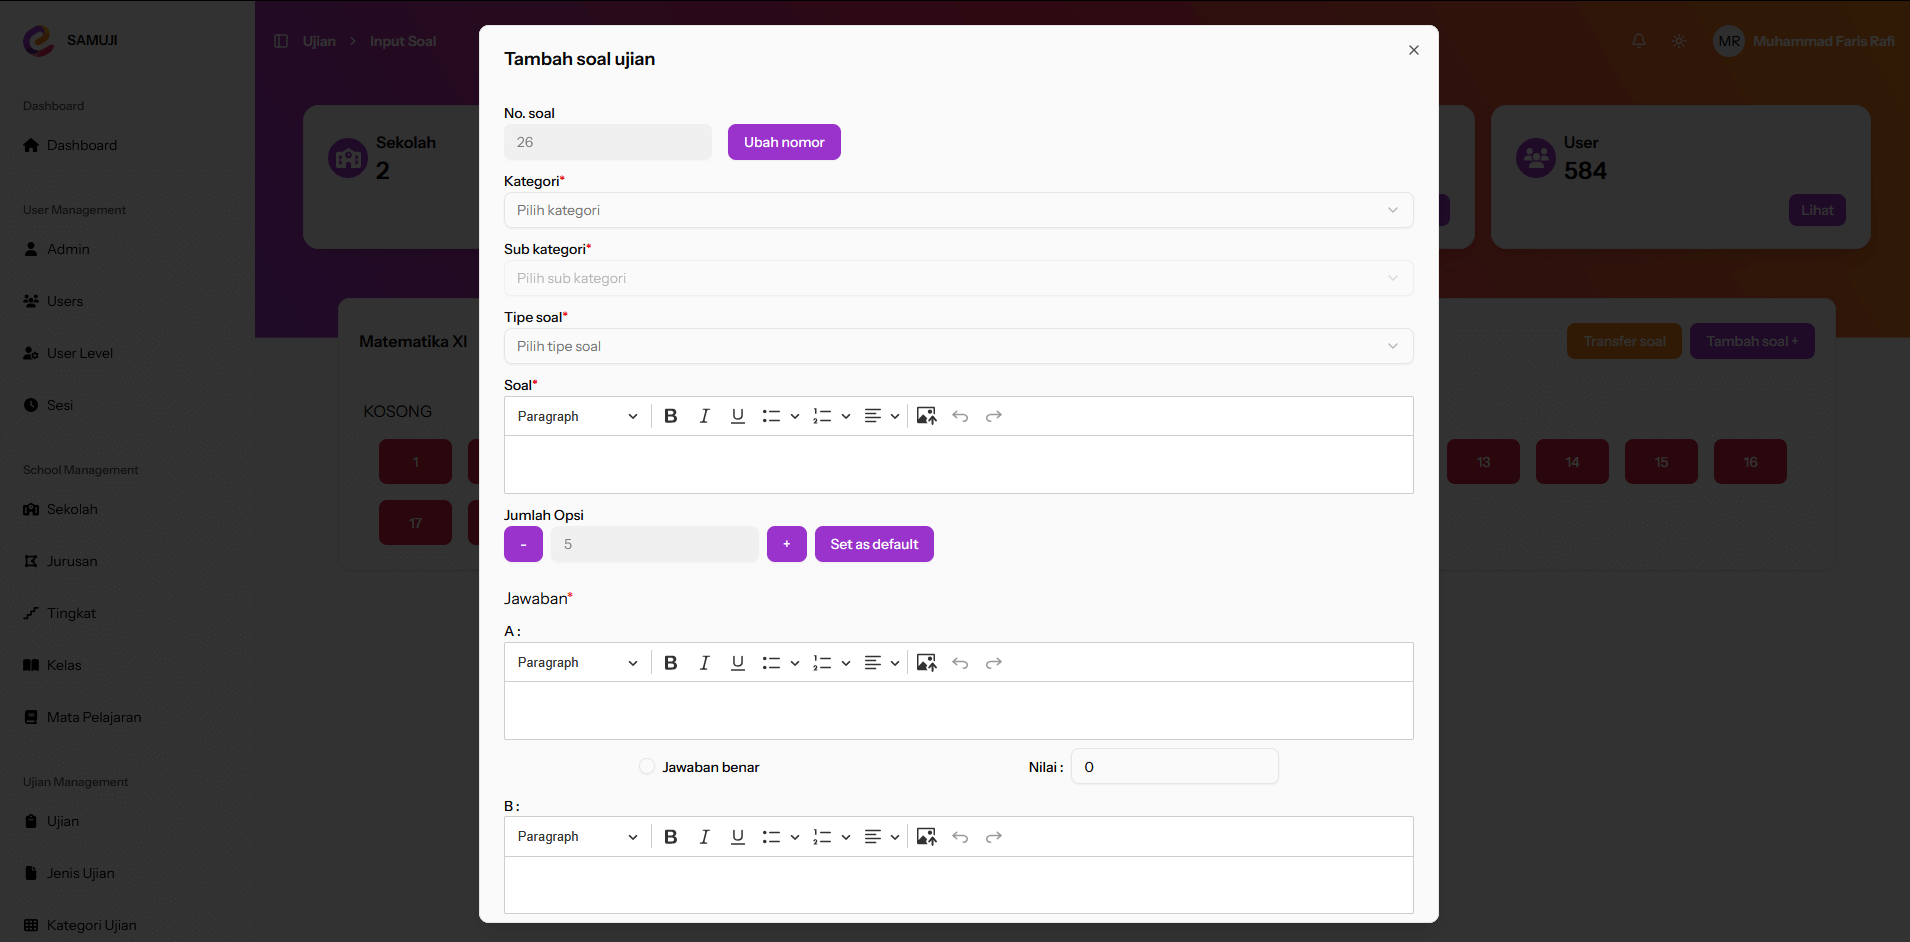 SAMUJI
Dashboard
Dashboard
User Management
Admin
Users
User Level
Sesi
School Management
Sekolah
Jurusan
Tingkat
Kelas
Mata Pelajaran
Ujian Management
Ujian
Jenis Ujian
Kategori Ujian
Ujian > Input Soal
MR Muhammad Faris Rafi
Sekolah
2
User
584
Lihat
Matematika XI
Transfer soal
Tambah soal +
KOSONG
1
13
14
15
16
17
Tambah soal ujian
No. soal
26
Ubah nomor
Kategori*
Pilih kategori
Sub kategori*
Pilih sub kategori
Tipe soal*
Pilih tipe soal
Soal*
Paragraph
Jumlah Opsi
- 5 + Set as default
Jawaban*
A :
Paragraph
Jawaban benar
Nilai : 0
B :
Paragraph